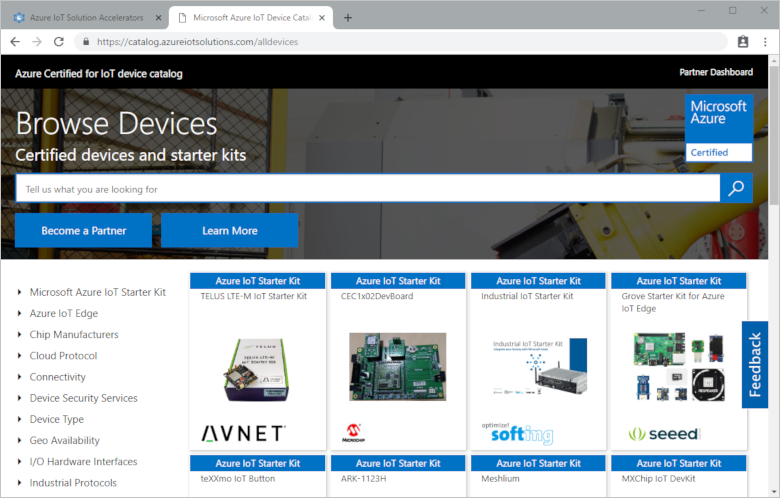 Azure IoT Solution Accelerators
Microsoft Azure IoT Device Catal
https://catalog.azureiotsolutions.com/alldevices
Azure Certified for IoT device catalog
Partner Dashboard
Browse Devices
Certified devices and starter kits
Microsoft
Azure
Certified
Tell us what you are looking for
Become a Partner
Learn More
Microsoft Azure IoT Starter Kit
Azure IoT Edge
Chip Manufacturers
Cloud Protocol
Connectivity
Device Security Services
Device Type
Geo Availability
I/O Hardware Interfaces
Industrial Protocols
Azure IoT Starter Kit
TELUS LTE-M IoT Starter Kit
TELUS
TELUS LTE-M
IOT STARTER KIT
AVNET
Azure IoT Starter Kit
CEC1x02DevBoard
MICROCHIP
Azure IoT Starter Kit
Industrial IoT Starter Kit
Industrial IoT Starter Kit
optimize!
softing
Azure IoT Starter Kit
Grove Starter Kit for Azure
IoT Edge
RESPEAKER
seeed
Feedback
Azure IoT Starter Kit
teXXmo IoT Button
Azure IoT Starter Kit
ARK-1123H
Azure IoT Starter Kit
Meshlium
Azure IoT Starter Kit
MXChip IoT DevKit